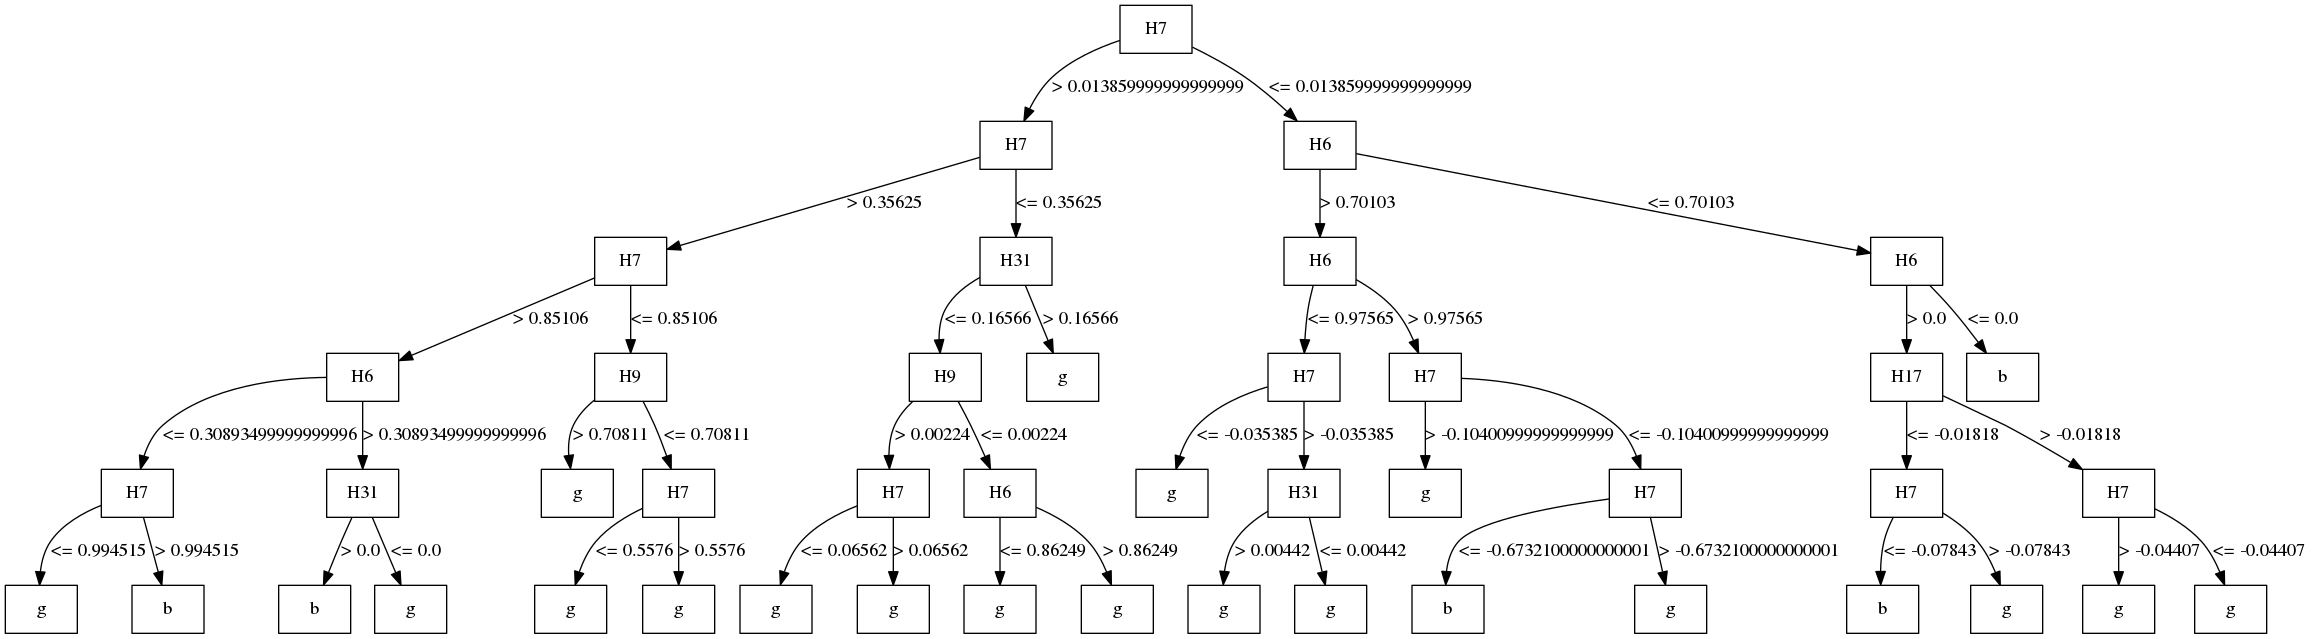 H7
> 0.013859999999999999 <= 0.013859999999999999
H7 H6
> 0.35625 <= 0.35625 > 0.70103 <= 0.70103
H7 H31 H6 H6
> 0.85106 <= 0.85106 <= 0.16566 > 0.16566 <= 0.97565 > 0.97565 > 0.0 <= 0.0
H6 H9 H9 g H7 H7 H17 b
<= 0.30893499999999996 > 0.30893499999999996 > 0.70811 <= 0.70811 > 0.00224 <= 0.00224 <= -0.035385 > -0.035385 > -0.10400999999999999 <= -0.10400999999999999 <= -0.01818 > -0.01818
H7 H31 g H7 H7 H6 g H31 g H7 H7 H7
<= 0.994515 > 0.994515 > 0.0 <= 0.0 <= 0.5576 > 0.5576 <= 0.06562 > 0.06562 <= 0.86249 > 0.86249 > 0.00442 <= 0.00442 <= -0.6732100000000001 > -0.6732100000000001 <= -0.07843 > -0.07843 > -0.04407 <= -0.04407
g b b g g g g g g g g g b g b g g g